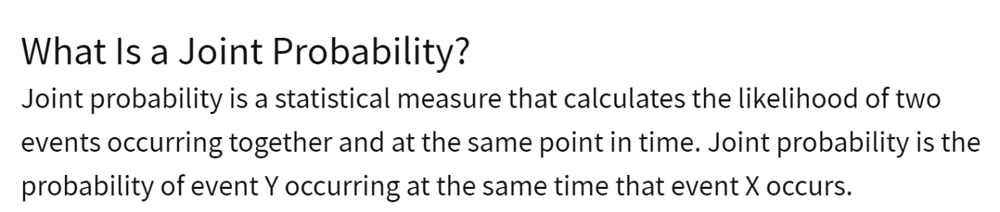 What Is a Joint Probability?
Joint probability is a statistical measure that calculates the likelihood of two
events occurring together and at the same point in time. Joint probability is the
probability of event Y occurring at the same time that event X occurs.